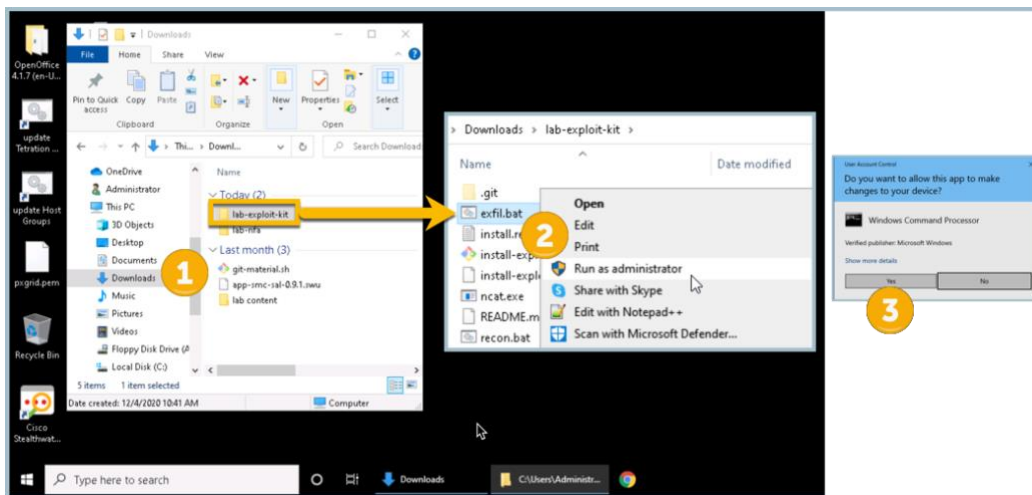 Downloads
File
Home
Share
View
Pin to Quick access
Copy
Paste
New
Properties
Select
Clipboard
Organize
Open
Thi...
Downl...
Search Download
OneDrive
Administrator
This PC
3D Objects
Desktop
Documents
Downloads
Music
Pictures
Videos
Floppy Disk Drive (A
Local Disk (C:)
Name
Today (2)
lab-exploit-kit
lab-nfa
Last month (3)
git-material.sh
app-smc-sal-0.9.1.swu
lab content
5 items
1 item selected
Date created: 12/4/2020 10:41 AM
Computer
OpenOffice
4.1.7 (en-U...
update
Tetration ...
update Host
Groups
pxgrid.pem
Recycle Bin
Cisco
Stealthwat...
1
Downloads > lab-exploit-kit >
Name
Date modified
.git
exfil.bat
install.re
install-exp
install-explo
ncat.exe
README.m
recon.bat
2
Open
Edit
Print
Run as administrator
Share with Skype
Edit with Notepad++
Scan with Microsoft Defender...
User Account Control
Do you want to allow this app to make
changes to your device?
Windows Command Processor
Verified publisher: Microsoft Windows
Show more details
Yes
No
3
Type here to search
Downloads
C:\Users\Administr...